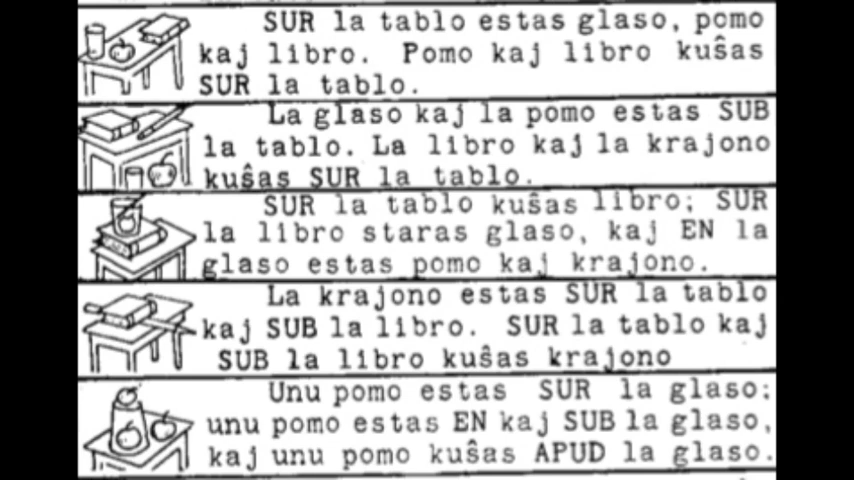 SUR la tablo estas glaso, pomo
kaj libro. Pomo kaj libro kuŝas
SUR la tablo.
La glaso kaj la pomo estas SUB
la tablo. La libro kaj la krajono
kuŝas SUR la tablo.
SUR la tablo kuŝas libro; SUR
la libro staras glaso, kaj EN la
glaso estas pomo kaj krajono.
La krajono estas SUR la tablo
kaj SUB la libro. SUR la tablo kaj
SUB la libro kuŝas krajono
Unu pomo estas SUR la glaso;
unu pomo estas EN kaj SUB la glaso,
kaj unu pomo kuŝas APUD la glaso.